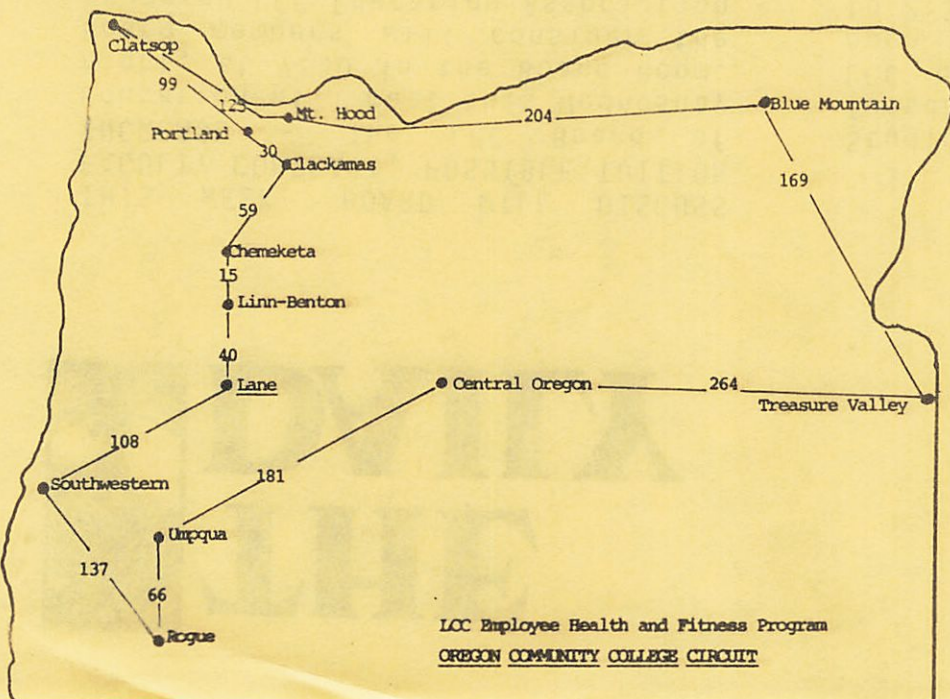 Clatsop
99
125
Mt. Hood
204
Blue Mountain
Portland
30
Clackamas
169
59
Chemeketa
15
Linn-Benton
40
Lane
Central Oregon
264
Treasure Valley
108
181
Southwestern
Umpqua
137
66
Rogue
LCC Employee Health and Fitness Program
OREGON COMMUNITY COLLEGE CIRCUIT